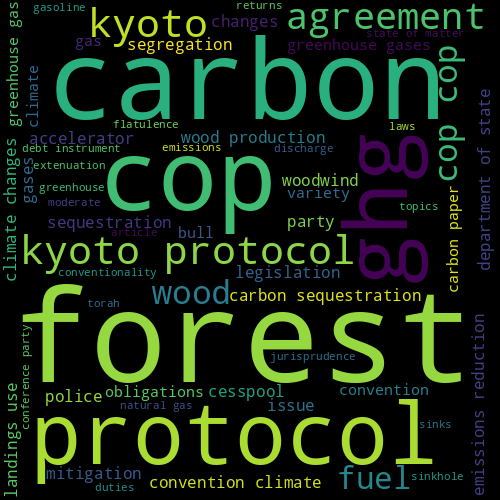 gasoline
returns
kyoto
changes
agreement
state of matter
gas
segregation
greenhouse gases
carbon
greenhouse gas
climate
cop cop
flatulence
laws
accelerator
wood production
debt instrument
emissions
discharge
ghg
department of state
cop
extenuation
gases
greenhouse
woodwind
variety
moderate
topics
sequestration
party
article
bull
climate changes
carbon paper
kyoto protocol
conventionality
legislation
wood
carbon sequestration
torah
forest
conference party
jurisprudence
emissions reduction
police
obligations
cesspool
convention
landings use
natural gas
issue
protocol
sinks
mitigation
fuel
sinkhole
duties
convention climate